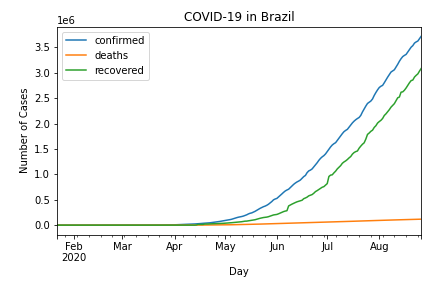 COVID-19 in Brazil
1e6
confirmed
deaths
recovered
3.5
3.0
2.5
2.0
1.5
1.0
0.5
0.0
Number of Cases
Feb Mar Apr May Jun Jul Aug
2020
Day